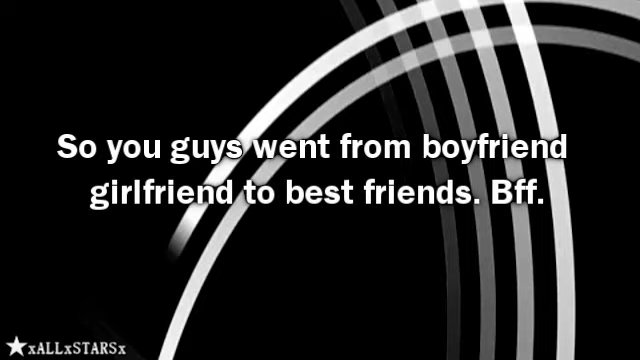 So you guys went from boyfriend
girlfriend to best friends. Bff.
★xALLxSTARSx